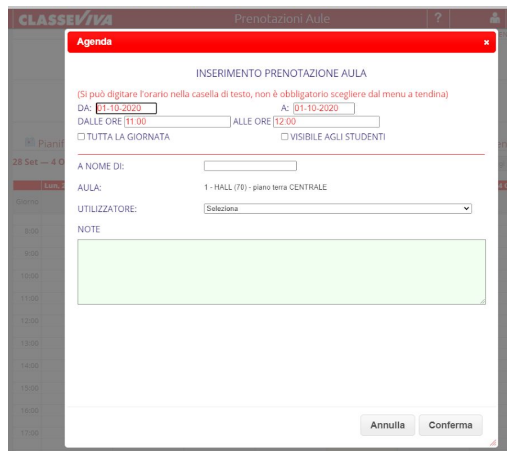 CLASSEVIVA
Prenotazioni Aule
?
Agenda
×
INSERIMENTO PRENOTAZIONE AULA
(Si può digitare l'orario nella casella di testo, non è obbligatorio scegliere dal menu a tendina)
DA: 01-10-2020 A: 01-10-2020
DALLE ORE 11:00 ALLE ORE 12:00
TUTTA LA GIORNATA VISIBILE AGLI STUDENTI
Pianif
28 Set — 4 O
Lun. 2
Giorno
A NOME DI:
AULA: 1 - HALL (70) - piano terra CENTRALE
UTILIZZATORE: Seleziona
NOTE
8:00
9:00
10:00
11:00
12:00
13:00
14:00
15:00
16:00
17:00
Annulla Conferma